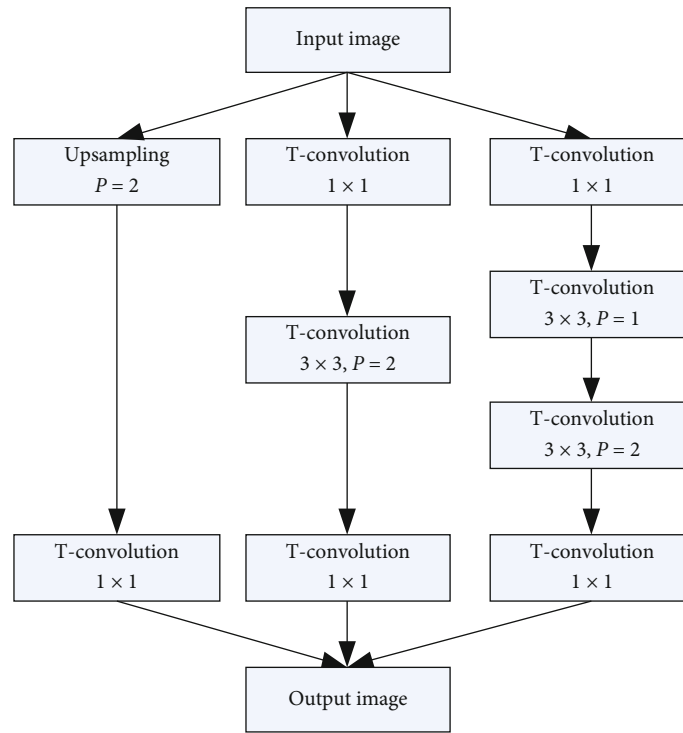 Input image
Upsampling
P = 2
T-convolution
1 × 1
T-convolution
1 × 1
T-convolution
3 × 3, P = 1
T-convolution
3 × 3, P = 2
T-convolution
3 × 3, P = 2
T-convolution
1 × 1
T-convolution
1 × 1
T-convolution
1 × 1
Output image